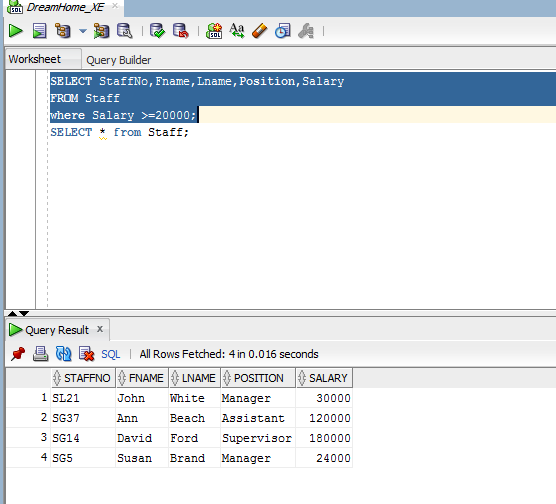 DreamHome_XE
SQL
Aa
Worksheet Query Builder
SELECT StaffNo,Fname,Lname,Position,Salary
FROM Staff
where Salary >=20000;
SELECT * from Staff;
Query Result x
SQL | All Rows Fetched: 4 in 0.016 seconds
STAFFNO FNAME LNAME POSITION SALARY
1 SL21 John White Manager 30000
2 SG37 Ann Beach Assistant 120000
3 SG14 David Ford Supervisor 180000
4 SG5 Susan Brand Manager 24000